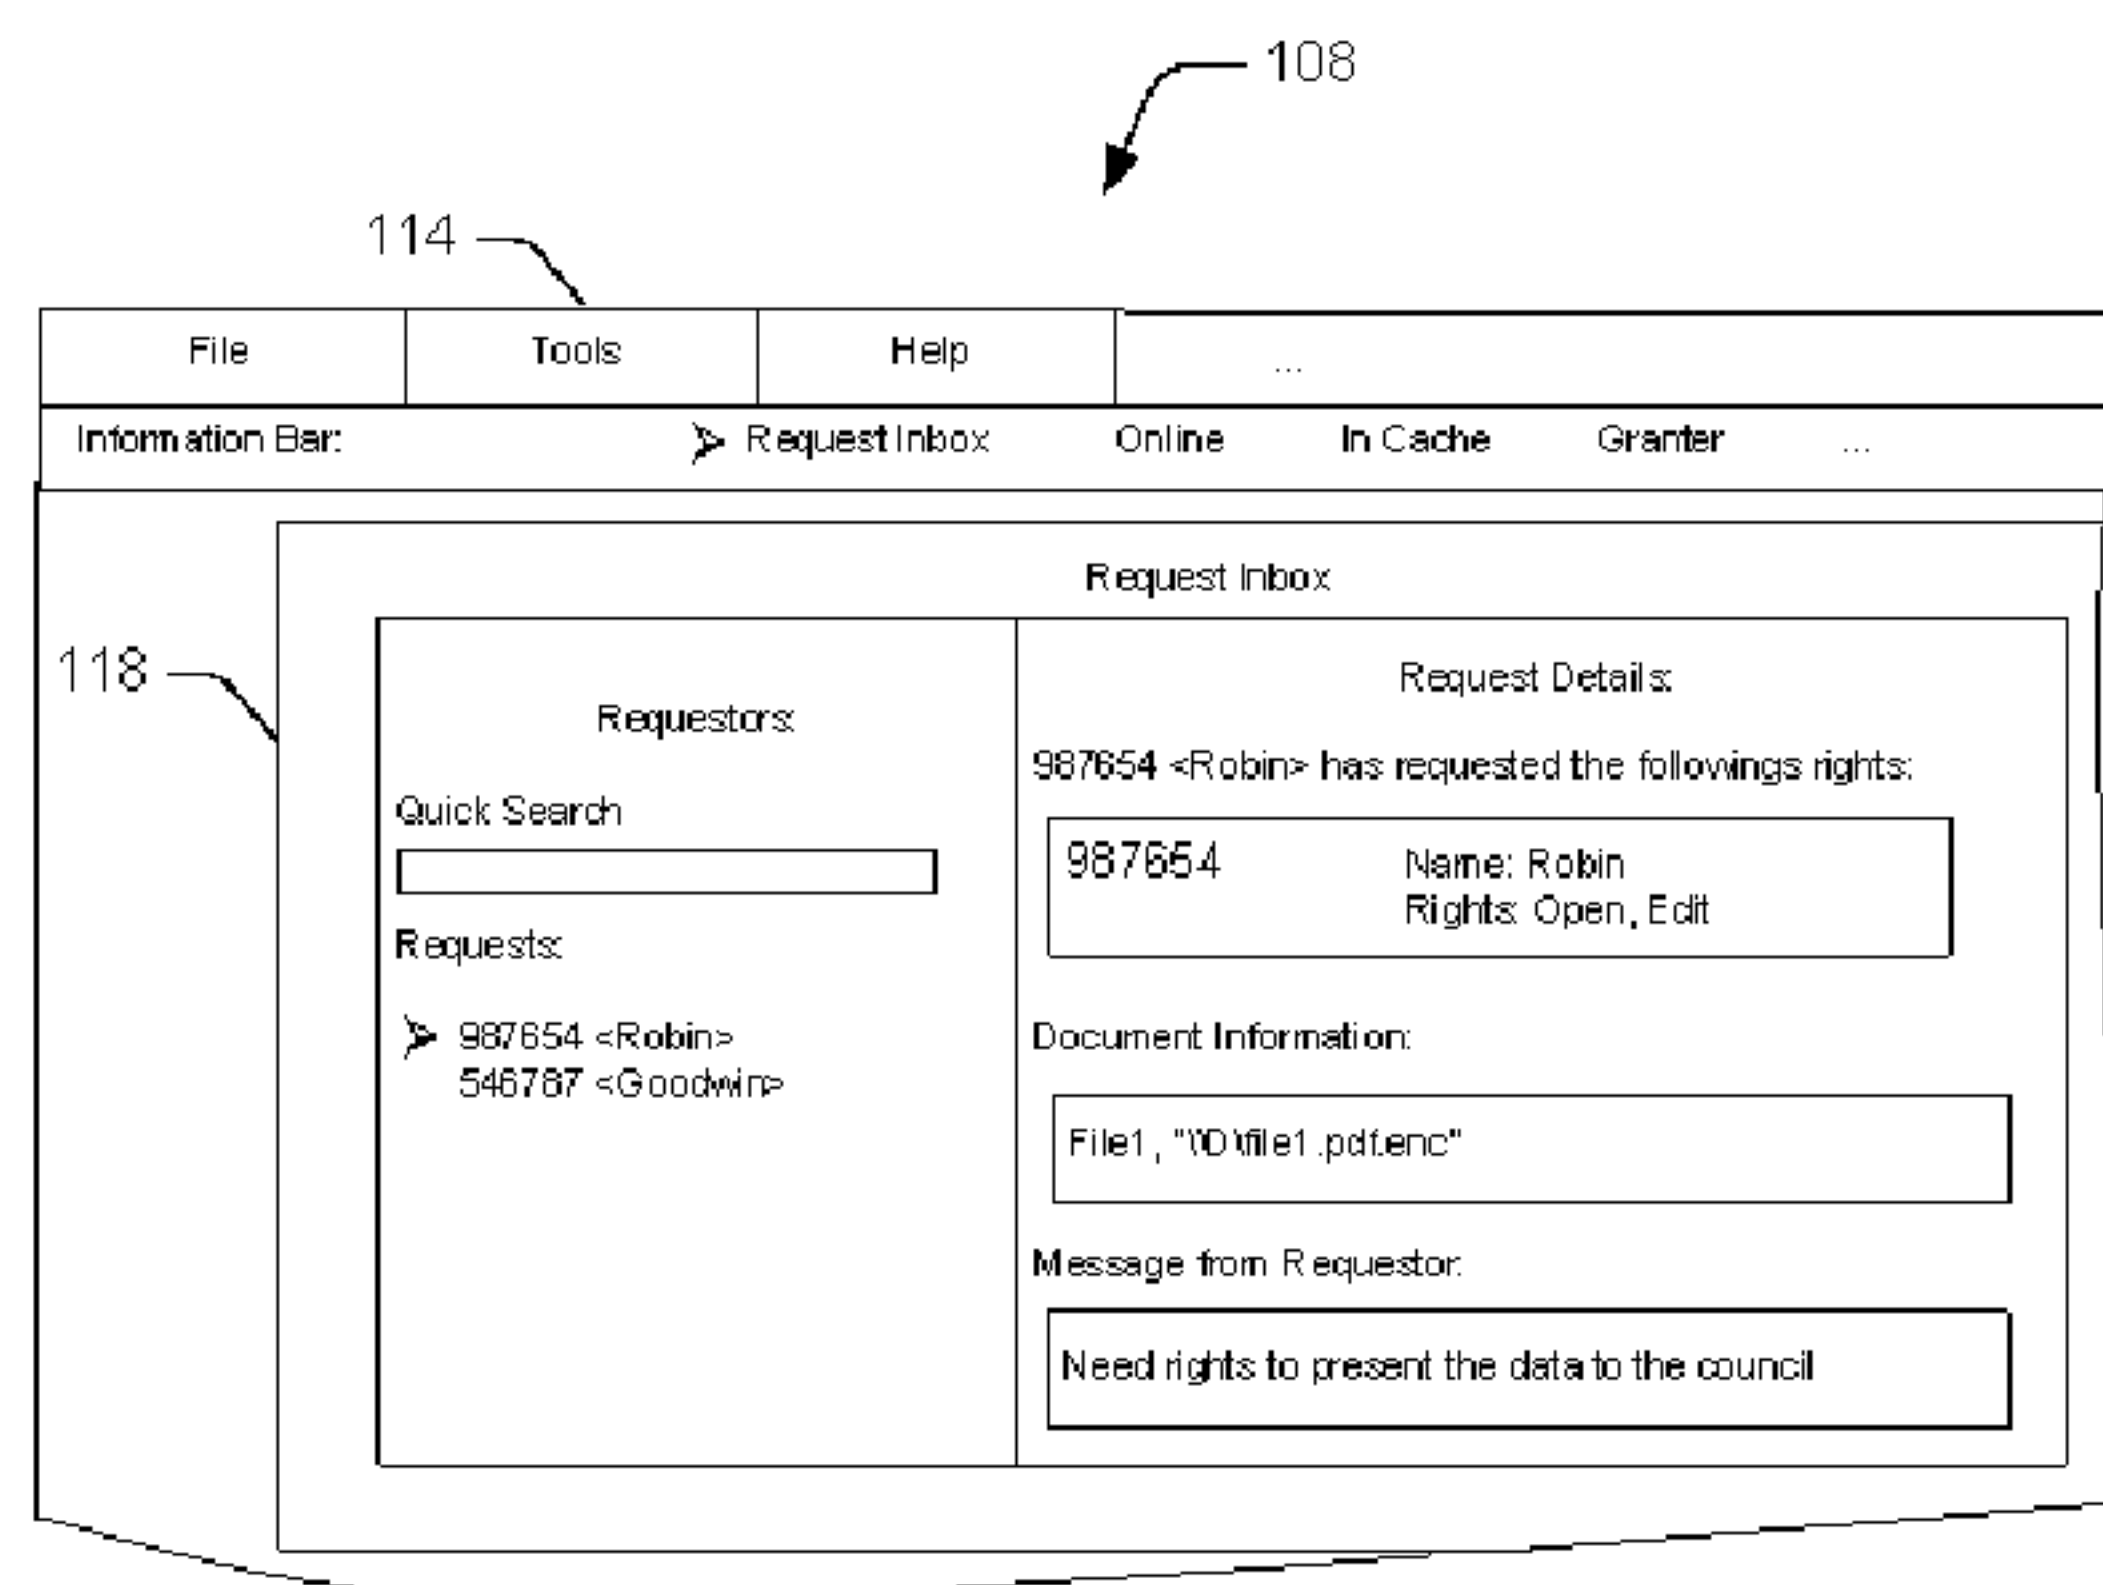 108
114
File Tools Help ...
Information Bar: Request Inbox Online In Cache Granter ...
Request Inbox
118
Requestors:
Quick Search
Requests:
987654 <Robin>
546787 <Goodwin>
Request Details:
987654 <Robin> has requested the followings rights:
987654 Name: Robin
Rights: Open, Edit
Document Information:
File1, "\\D\file1.pdf.enc"
Message from Requestor:
Need rights to present the data to the council